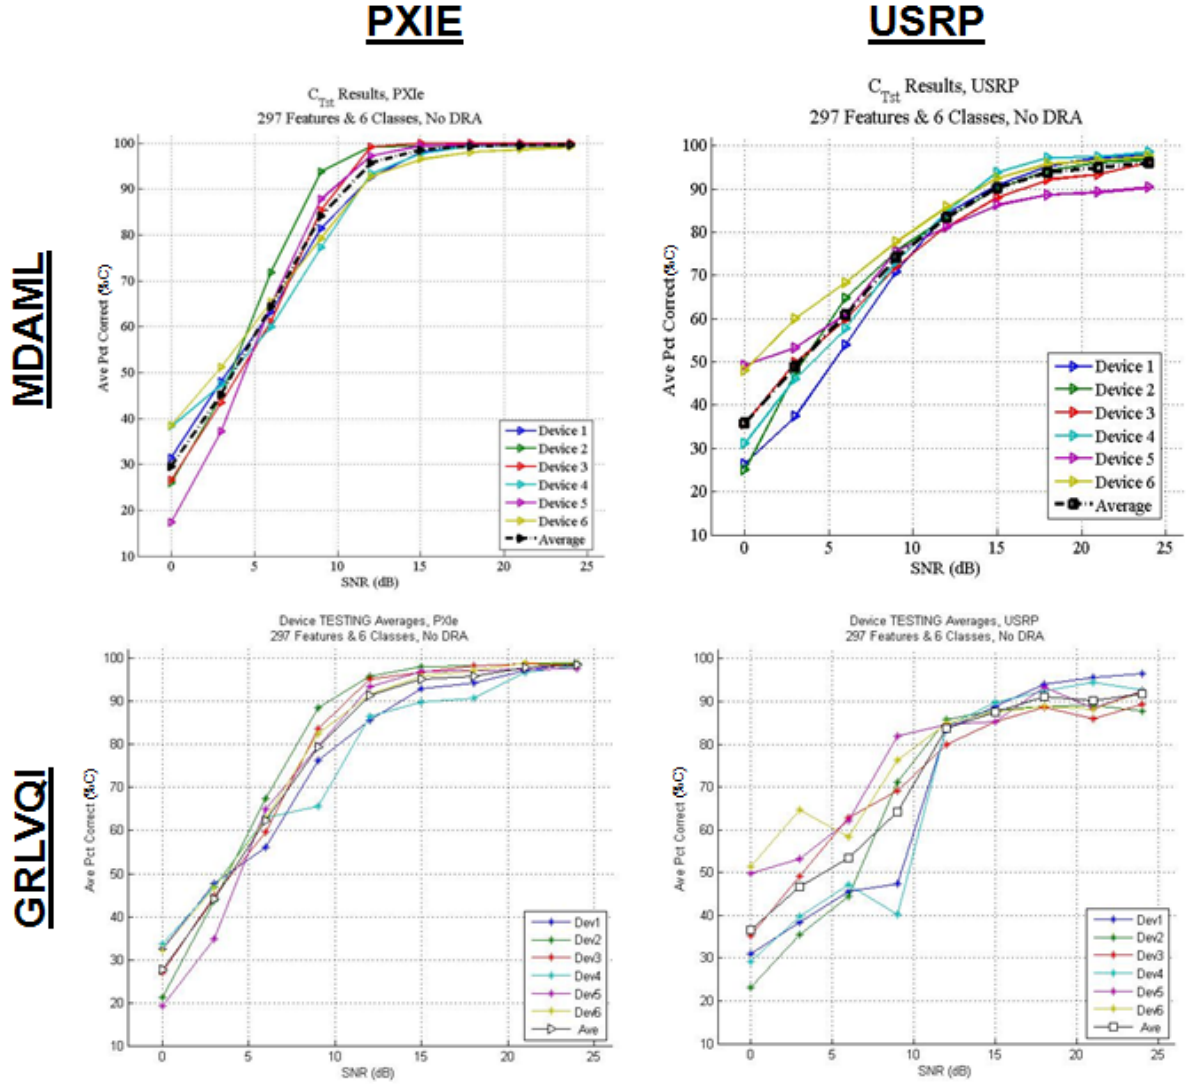 PXIE
USRP
MDAML
GRLVQI
C_Tst Results, PXIe
297 Features & 6 Classes, No DRA
Ave Pct Correct (%C)
100
90
80
70
60
50
40
30
20
10
0
5
10
15
20
25
SNR (dB)
Device 1
Device 2
Device 3
Device 4
Device 5
Device 6
Average
C_Tst Results, USRP
297 Features & 6 Classes, No DRA
Ave Pct Correct (%C)
100
90
80
70
60
50
40
30
20
10
0
5
10
15
20
25
SNR (dB)
Device 1
Device 2
Device 3
Device 4
Device 5
Device 6
Average
Device TESTING Averages, PXIe
297 Features & 6 Classes, No DRA
Ave Pct Correct (%C)
100
90
80
70
60
50
40
30
20
10
0
5
10
15
20
25
SNR (dB)
Dev1
Dev2
Dev3
Dev4
Dev5
Dev6
Ave
Device TESTING Averages, USRP
297 Features & 6 Classes, No DRA
Ave Pct Correct (%C)
100
90
80
70
60
50
40
30
20
10
0
5
10
15
20
25
SNR (dB)
Dev1
Dev2
Dev3
Dev4
Dev5
Dev6
Ave